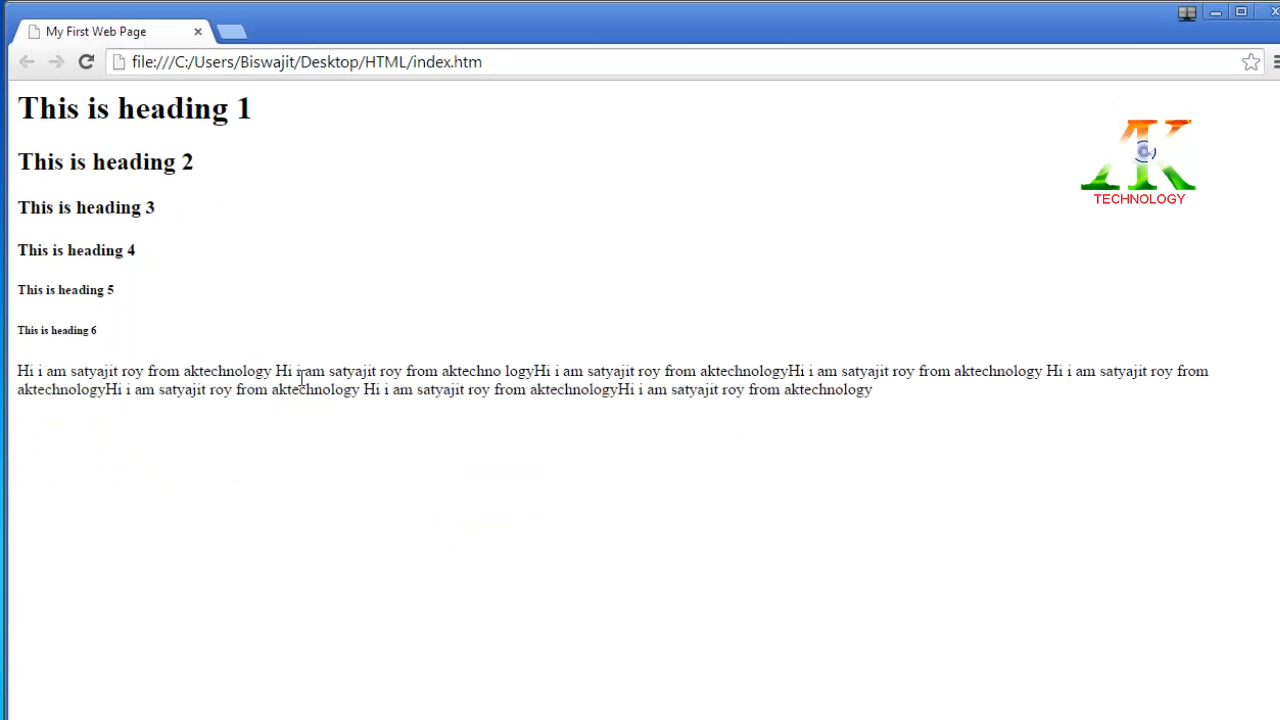 My First Web Page
file:///C:/Users/Biswajit/Desktop/HTML/index.htm
This is heading 1
AK
TECHNOLOGY
This is heading 2
This is heading 3
This is heading 4
This is heading 5
This is heading 6
Hi i am satyajit roy from aktechnology Hi i am satyajit roy from aktechno logyHi i am satyajit roy from aktechnologyHi i am satyajit roy from aktechnology Hi i am satyajit roy from
aktechnologyHi i am satyajit roy from aktechnology Hi i am satyajit roy from aktechnologyHi i am satyajit roy from aktechnology